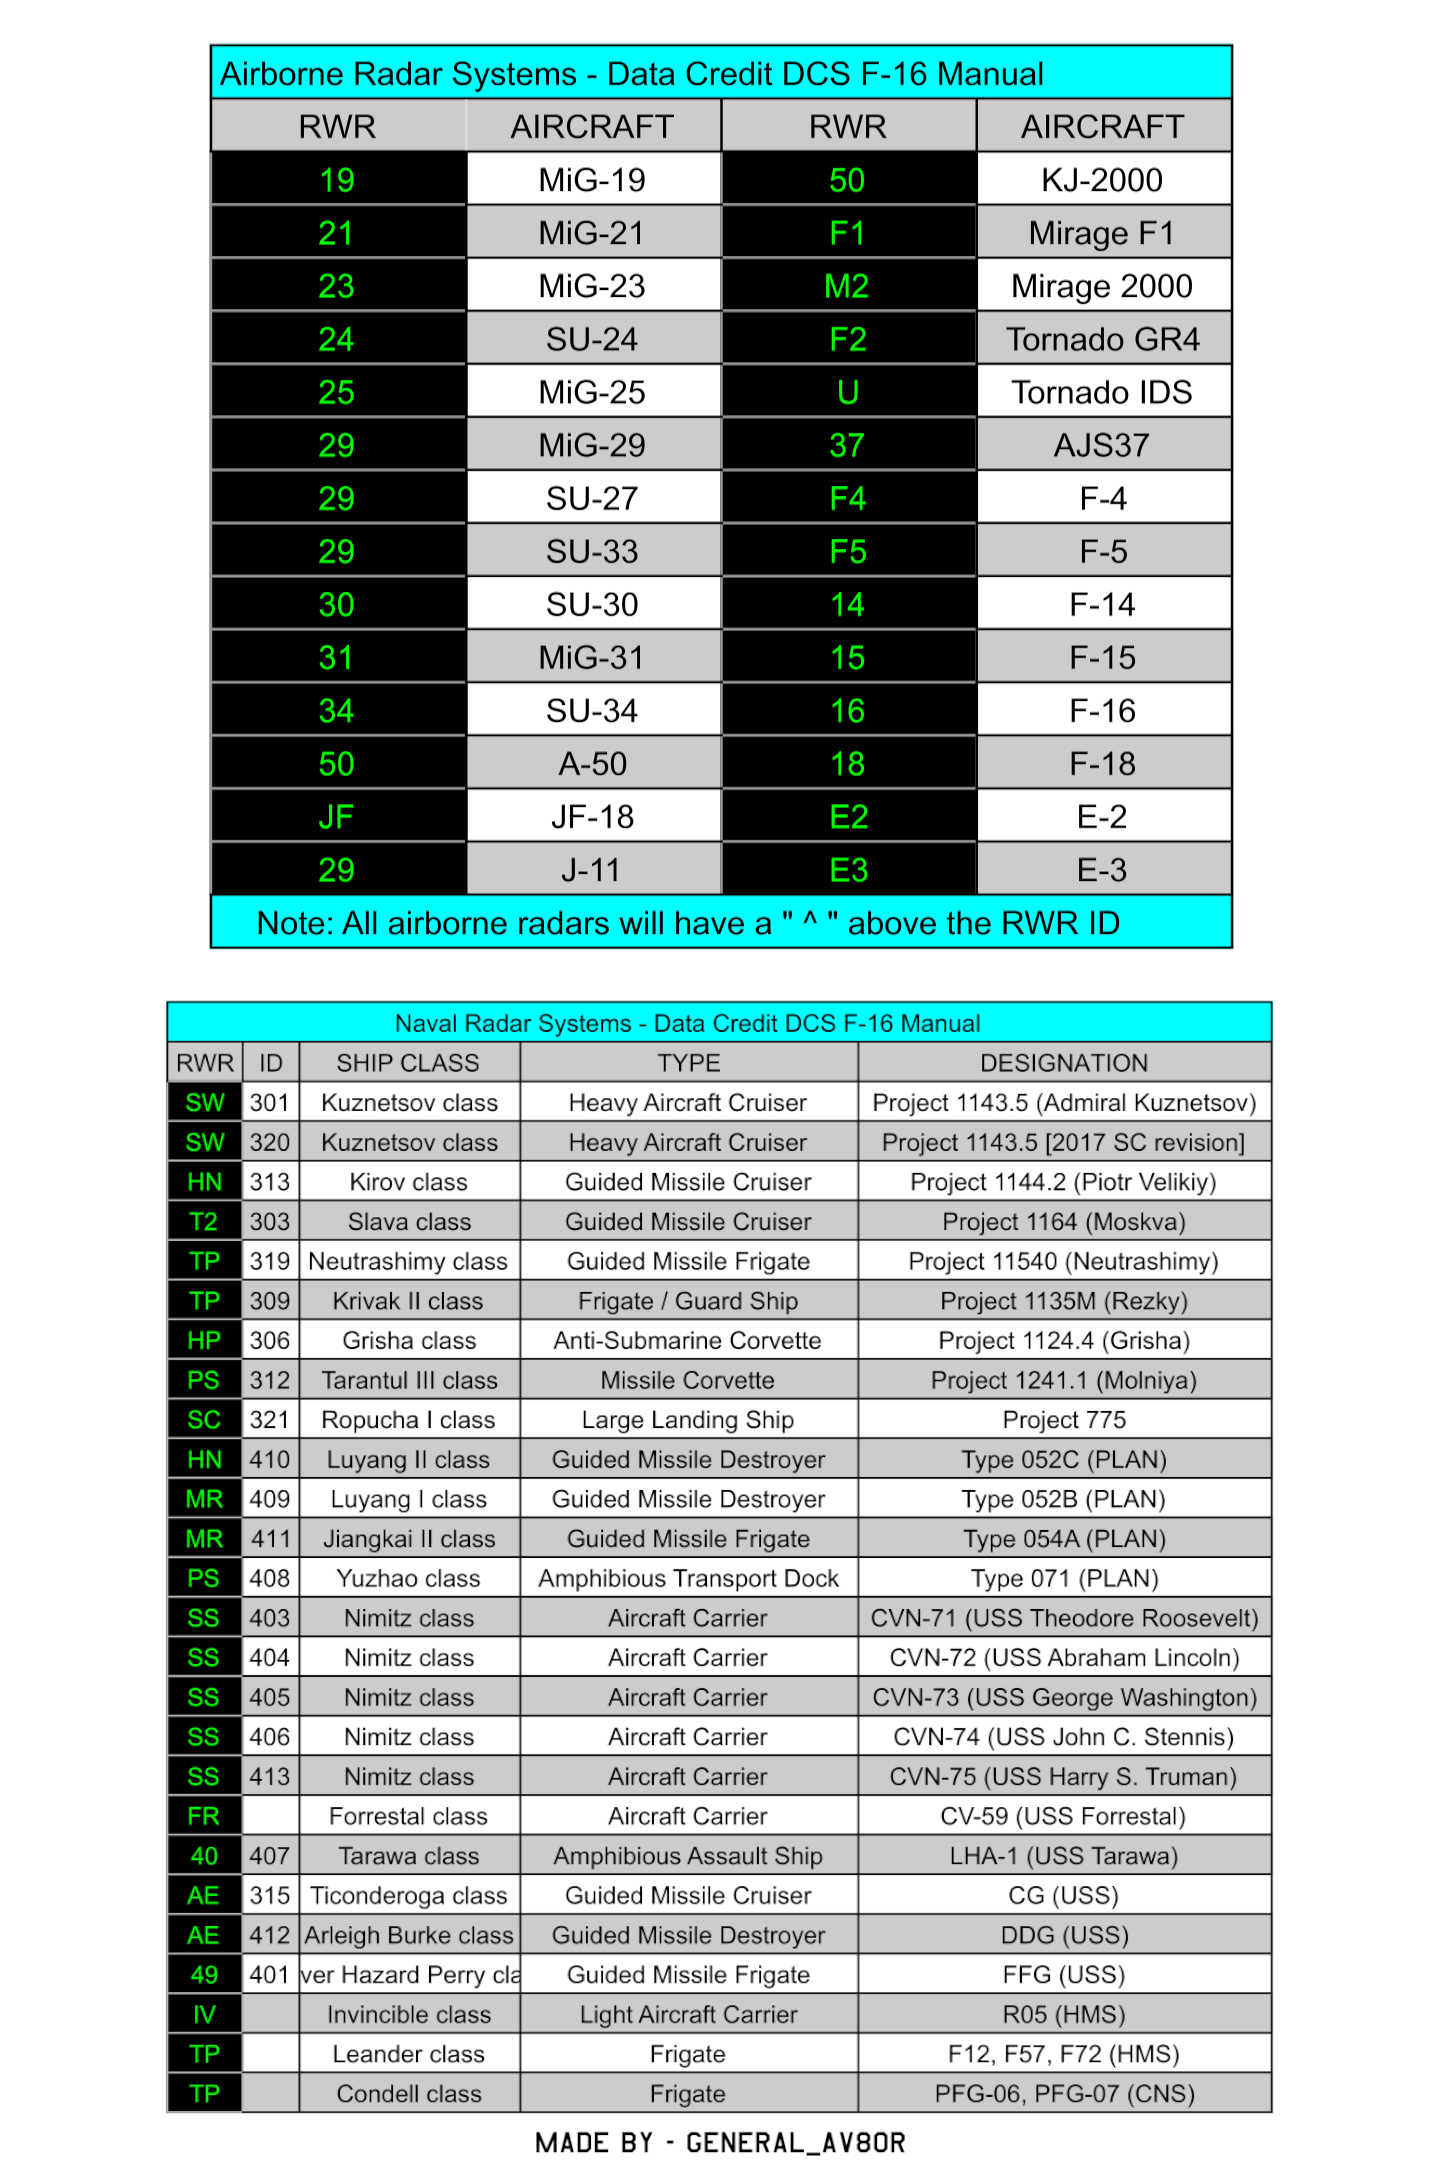 Airborne Radar Systems - Data Credit DCS F-16 Manual
RWR AIRCRAFT RWR AIRCRAFT
19 MiG-19 50 KJ-2000
21 MiG-21 F1 Mirage F1
23 MiG-23 M2 Mirage 2000
24 SU-24 F2 Tornado GR4
25 MiG-25 U Tornado IDS
29 MiG-29 37 AJS37
29 SU-27 F4 F-4
29 SU-33 F5 F-5
30 SU-30 14 F-14
31 MiG-31 15 F-15
34 SU-34 16 F-16
50 A-50 18 F-18
JF JF-18 E2 E-2
29 J-11 E3 E-3
Note: All airborne radars will have a " ^ " above the RWR ID
Naval Radar Systems - Data Credit DCS F-16 Manual
RWR ID SHIP CLASS TYPE DESIGNATION
SW 301 Kuznetsov class Heavy Aircraft Cruiser Project 1143.5 (Admiral Kuznetsov)
SW 320 Kuznetsov class Heavy Aircraft Cruiser Project 1143.5 [2017 SC revision]
HN 313 Kirov class Guided Missile Cruiser Project 1144.2 (Piotr Velikiy)
T2 303 Slava class Guided Missile Cruiser Project 1164 (Moskva)
TP 319 Neutrashimy class Guided Missile Frigate Project 11540 (Neutrashimy)
TP 309 Krivak II class Frigate / Guard Ship Project 1135M (Rezky)
HP 306 Grisha class Anti-Submarine Corvette Project 1124.4 (Grisha)
PS 312 Tarantul III class Missile Corvette Project 1241.1 (Molniya)
SC 321 Ropucha I class Large Landing Ship Project 775
HN 410 Luyang II class Guided Missile Destroyer Type 052C (PLAN)
MR 409 Luyang I class Guided Missile Destroyer Type 052B (PLAN)
MR 411 Jiangkai II class Guided Missile Frigate Type 054A (PLAN)
PS 408 Yuzhao class Amphibious Transport Dock Type 071 (PLAN)
SS 403 Nimitz class Aircraft Carrier CVN-71 (USS Theodore Roosevelt)
SS 404 Nimitz class Aircraft Carrier CVN-72 (USS Abraham Lincoln)
SS 405 Nimitz class Aircraft Carrier CVN-73 (USS George Washington)
SS 406 Nimitz class Aircraft Carrier CVN-74 (USS John C. Stennis)
SS 413 Nimitz class Aircraft Carrier CVN-75 (USS Harry S. Truman)
FR Forrestal class Aircraft Carrier CV-59 (USS Forrestal)
40 407 Tarawa class Amphibious Assault Ship LHA-1 (USS Tarawa)
AE 315 Ticonderoga class Guided Missile Cruiser CG (USS)
AE 412 Arleigh Burke class Guided Missile Destroyer DDG (USS)
49 401 ver Hazard Perry cla Guided Missile Frigate FFG (USS)
IV Invincible class Light Aircraft Carrier R05 (HMS)
TP Leander class Frigate F12, F57, F72 (HMS)
TP Condell class Frigate PFG-06, PFG-07 (CNS)
MADE BY - GENERAL_AV8OR